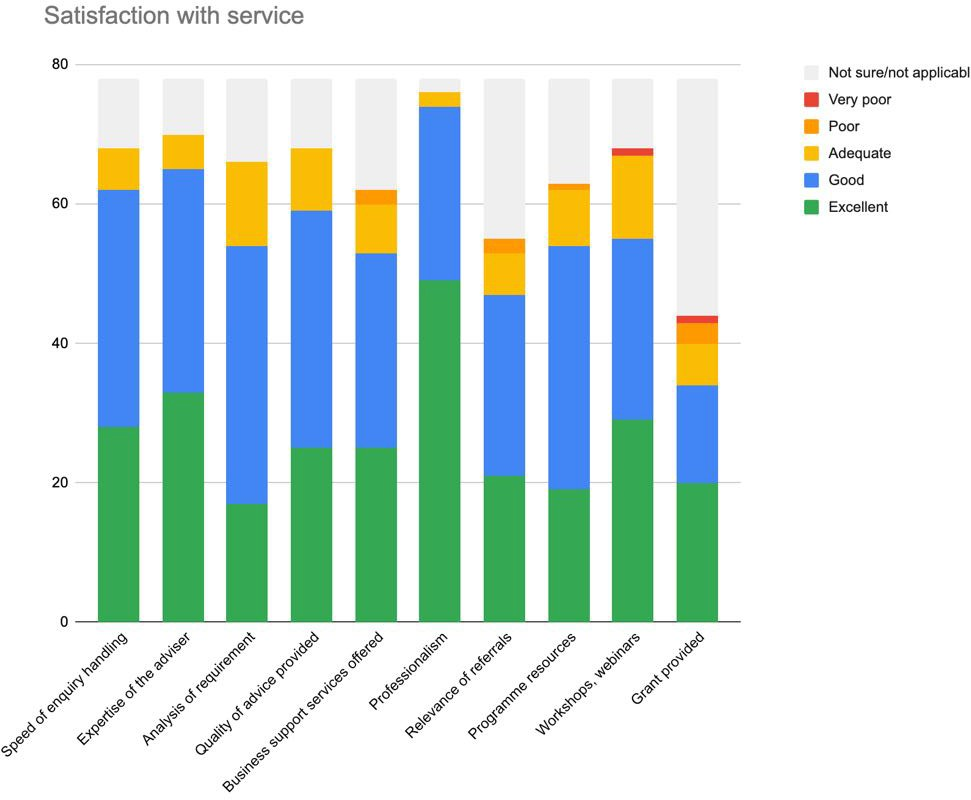 Satisfaction with service
80
60
40
20
0
Not sure/not applicabl
Very poor
Poor
Adequate
Good
Excellent
Speed of enquiry handling
Expertise of the adviser
Analysis of requirement
Quality of advice provided
Business support services offered
Professionalism
Relevance of referrals
Programme resources
Workshops, webinars
Grant provided